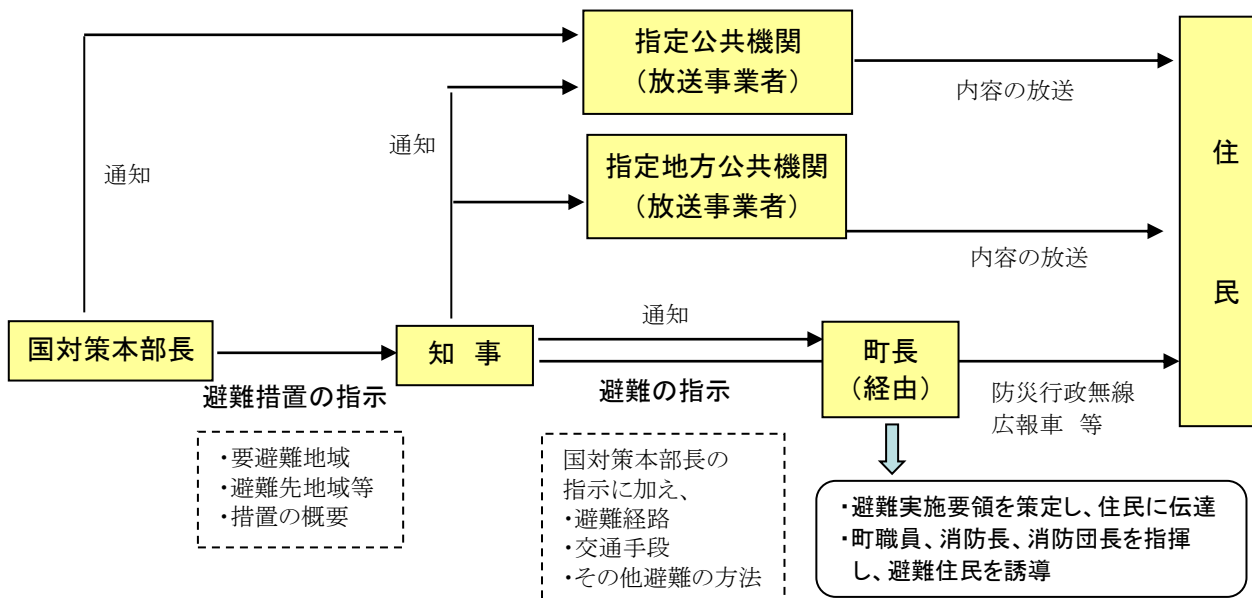 指定公共機関
（放送事業者）
内容の放送
通知
通知
指定地方公共機関
（放送事業者）
内容の放送
住
民
国対策本部長
知　事
通知
町長
（経由）
避難措置の指示
避難の指示
防災行政無線
広報車　等
・要避難地域
・避難先地域等
・措置の概要
国対策本部長の
指示に加え、
・避難経路
・交通手段
・その他避難の方法
・避難実施要領を策定し、住民に伝達
・町職員、消防長、消防団長を指揮
し、避難住民を誘導